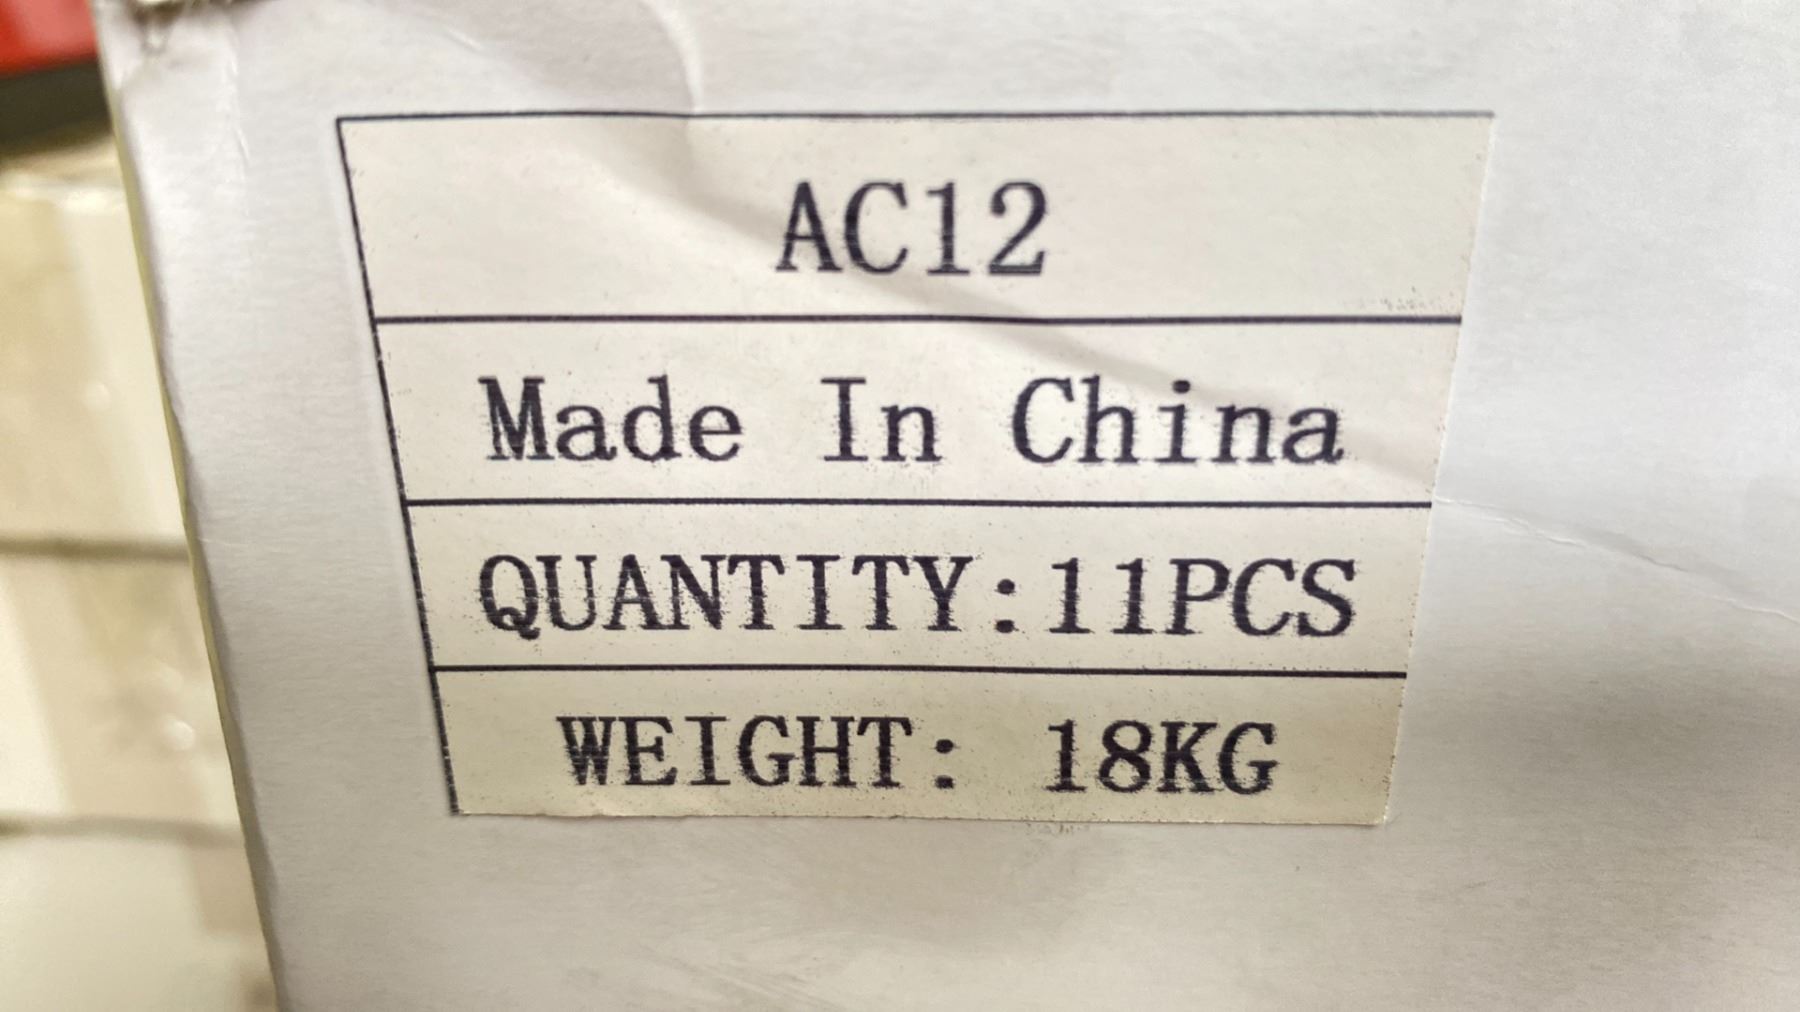 AC12
Made In China
QUANTITY:11PCS
WEIGHT: 18KG